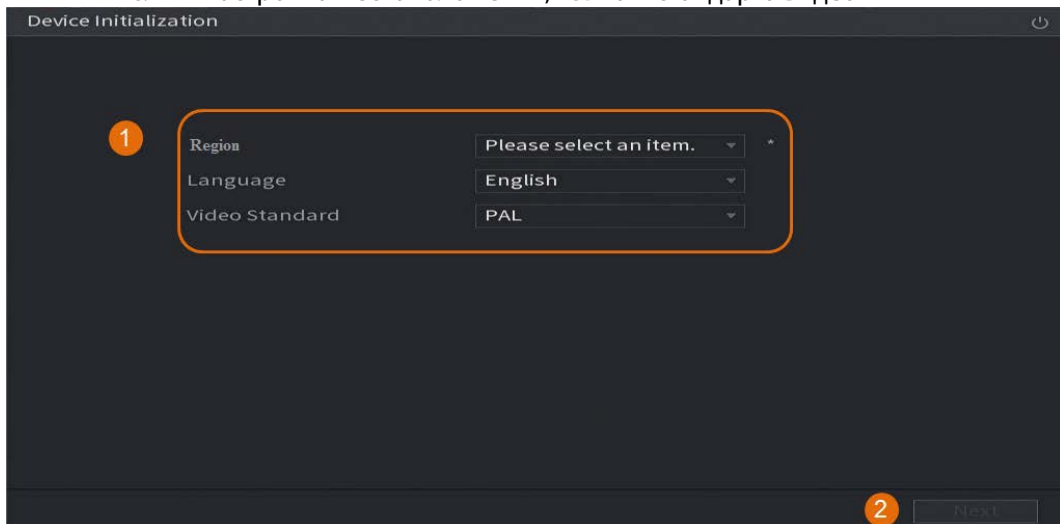 Device Initialization
1
Region Please select an item. *
Language English
Video Standard PAL
2 Next